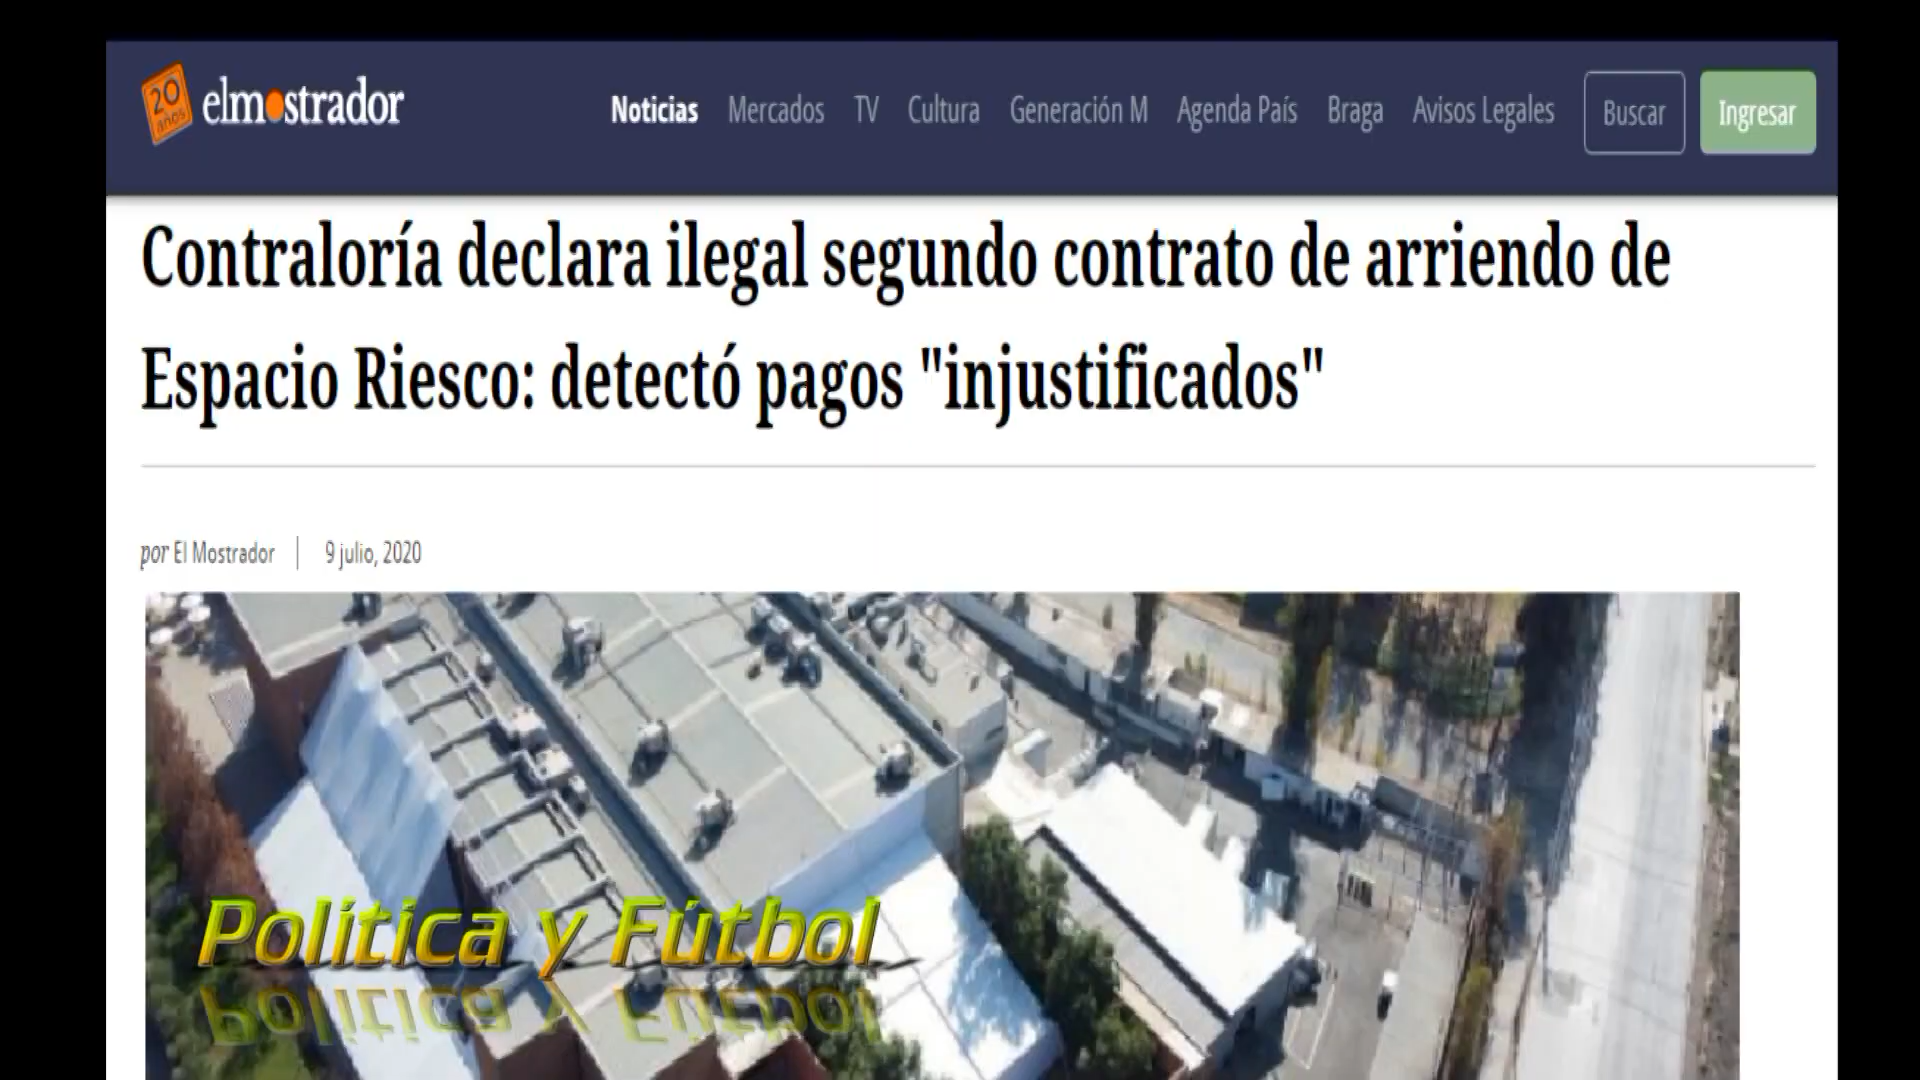 20 años elmostrador
Noticias Mercados TV Cultura Generación M Agenda País Braga Avisos Legales Buscar Ingresar
Contraloría declara ilegal segundo contrato de arriendo de
Espacio Riesco: detectó pagos "injustificados"
por El Mostrador | 9 julio, 2020
Política y Fútbol